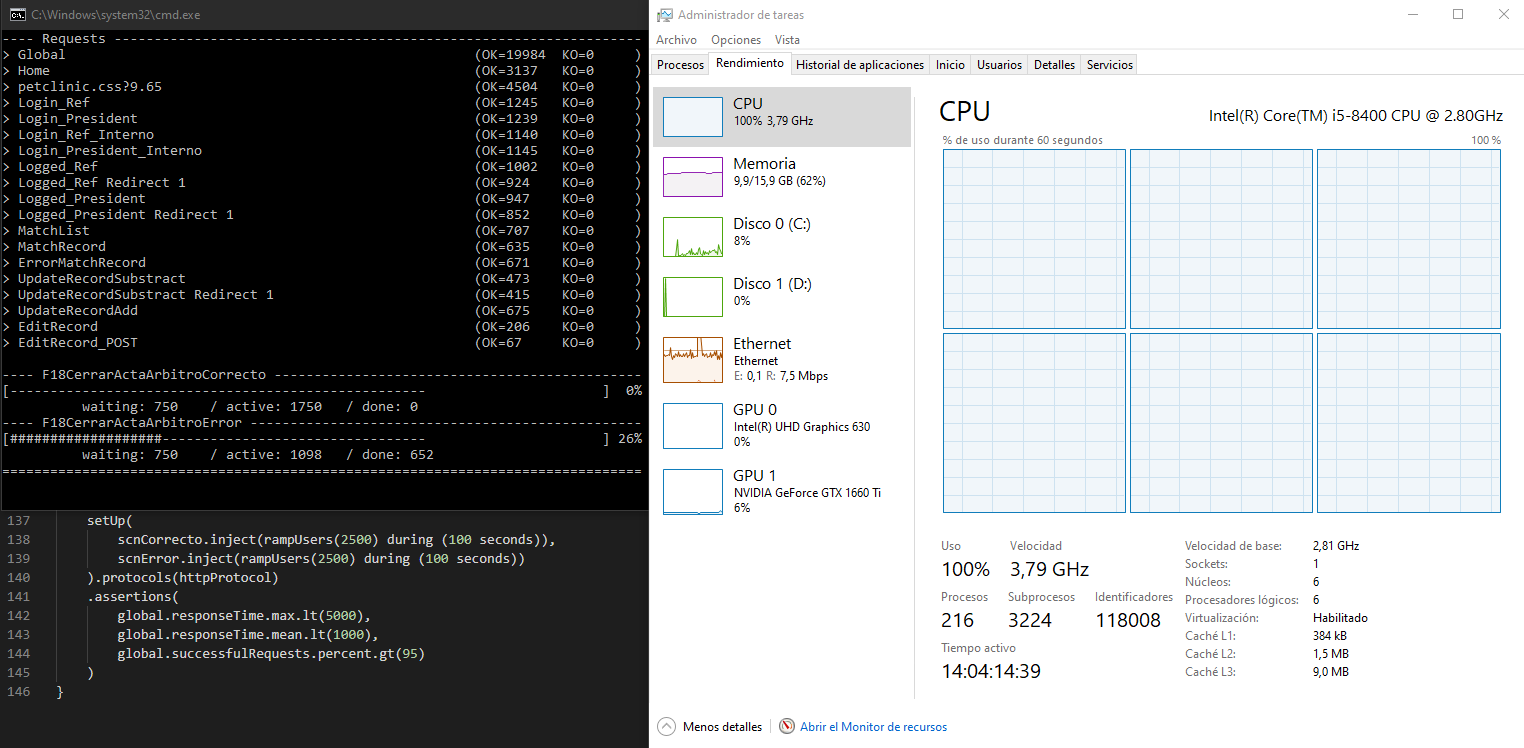 C:\Windows\system32\cmd.exe
---- Requests ------------------------------------------------------------------
> Global (OK=19984 KO=0 )
> Home (OK=3137 KO=0 )
> petclinic.css?9.65 (OK=4504 KO=0 )
> Login_Ref (OK=1245 KO=0 )
> Login_President (OK=1239 KO=0 )
> Login_Ref_Interno (OK=1140 KO=0 )
> Login_President_Interno (OK=1145 KO=0 )
> Logged_Ref (OK=1002 KO=0 )
> Logged_Ref Redirect 1 (OK=924 KO=0 )
> Logged_President (OK=947 KO=0 )
> Logged_President Redirect 1 (OK=852 KO=0 )
> MatchList (OK=707 KO=0 )
> MatchRecord (OK=635 KO=0 )
> ErrorMatchRecord (OK=671 KO=0 )
> UpdateRecordSubstract (OK=473 KO=0 )
> UpdateRecordSubstract Redirect 1 (OK=415 KO=0 )
> UpdateRecordAdd (OK=675 KO=0 )
> EditRecord (OK=206 KO=0 )
> EditRecord_POST (OK=67 KO=0 )
---- F18CerrarActaArbitroCorrecto ----------------------------------------------
[---------------------------------------------------- ] 0%
waiting: 750 / active: 1750 / done: 0
---- F18CerrarActaArbitroError -------------------------------------------------
[###################--------------------------------- ] 26%
waiting: 750 / active: 1098 / done: 652
================================================================================
137 setUp(
138 scnCorrecto.inject(rampUsers(2500) during (100 seconds)),
139 scnError.inject(rampUsers(2500) during (100 seconds))
140 ).protocols(httpProtocol)
141 .assertions(
142 global.responseTime.max.lt(5000),
143 global.responseTime.mean.lt(1000),
144 global.successfulRequests.percent.gt(95)
145 )
146 }
Administrador de tareas
Archivo Opciones Vista
Procesos Rendimiento Historial de aplicaciones Inicio Usuarios Detalles Servicios
CPU
100% 3,79 GHz
Memoria
9,9/15,9 GB (62%)
Disco 0 (C:)
8%
Disco 1 (D:)
0%
Ethernet
Ethernet
E: 0,1 R: 7,5 Mbps
GPU 0
Intel(R) UHD Graphics 630
0%
GPU 1
NVIDIA GeForce GTX 1660 Ti
6%
CPU Intel(R) Core(TM) i5-8400 CPU @ 2.80GHz
% de uso durante 60 segundos 100 %
Uso Velocidad
100% 3,79 GHz
Procesos Subprocesos Identificadores
216 3224 118008
Tiempo activo
14:04:14:39
Velocidad de base: 2,81 GHz
Sockets: 1
Núcleos: 6
Procesadores lógicos: 6
Virtualización: Habilitado
Caché L1: 384 kB
Caché L2: 1,5 MB
Caché L3: 9,0 MB
Menos detalles Abrir el Monitor de recursos